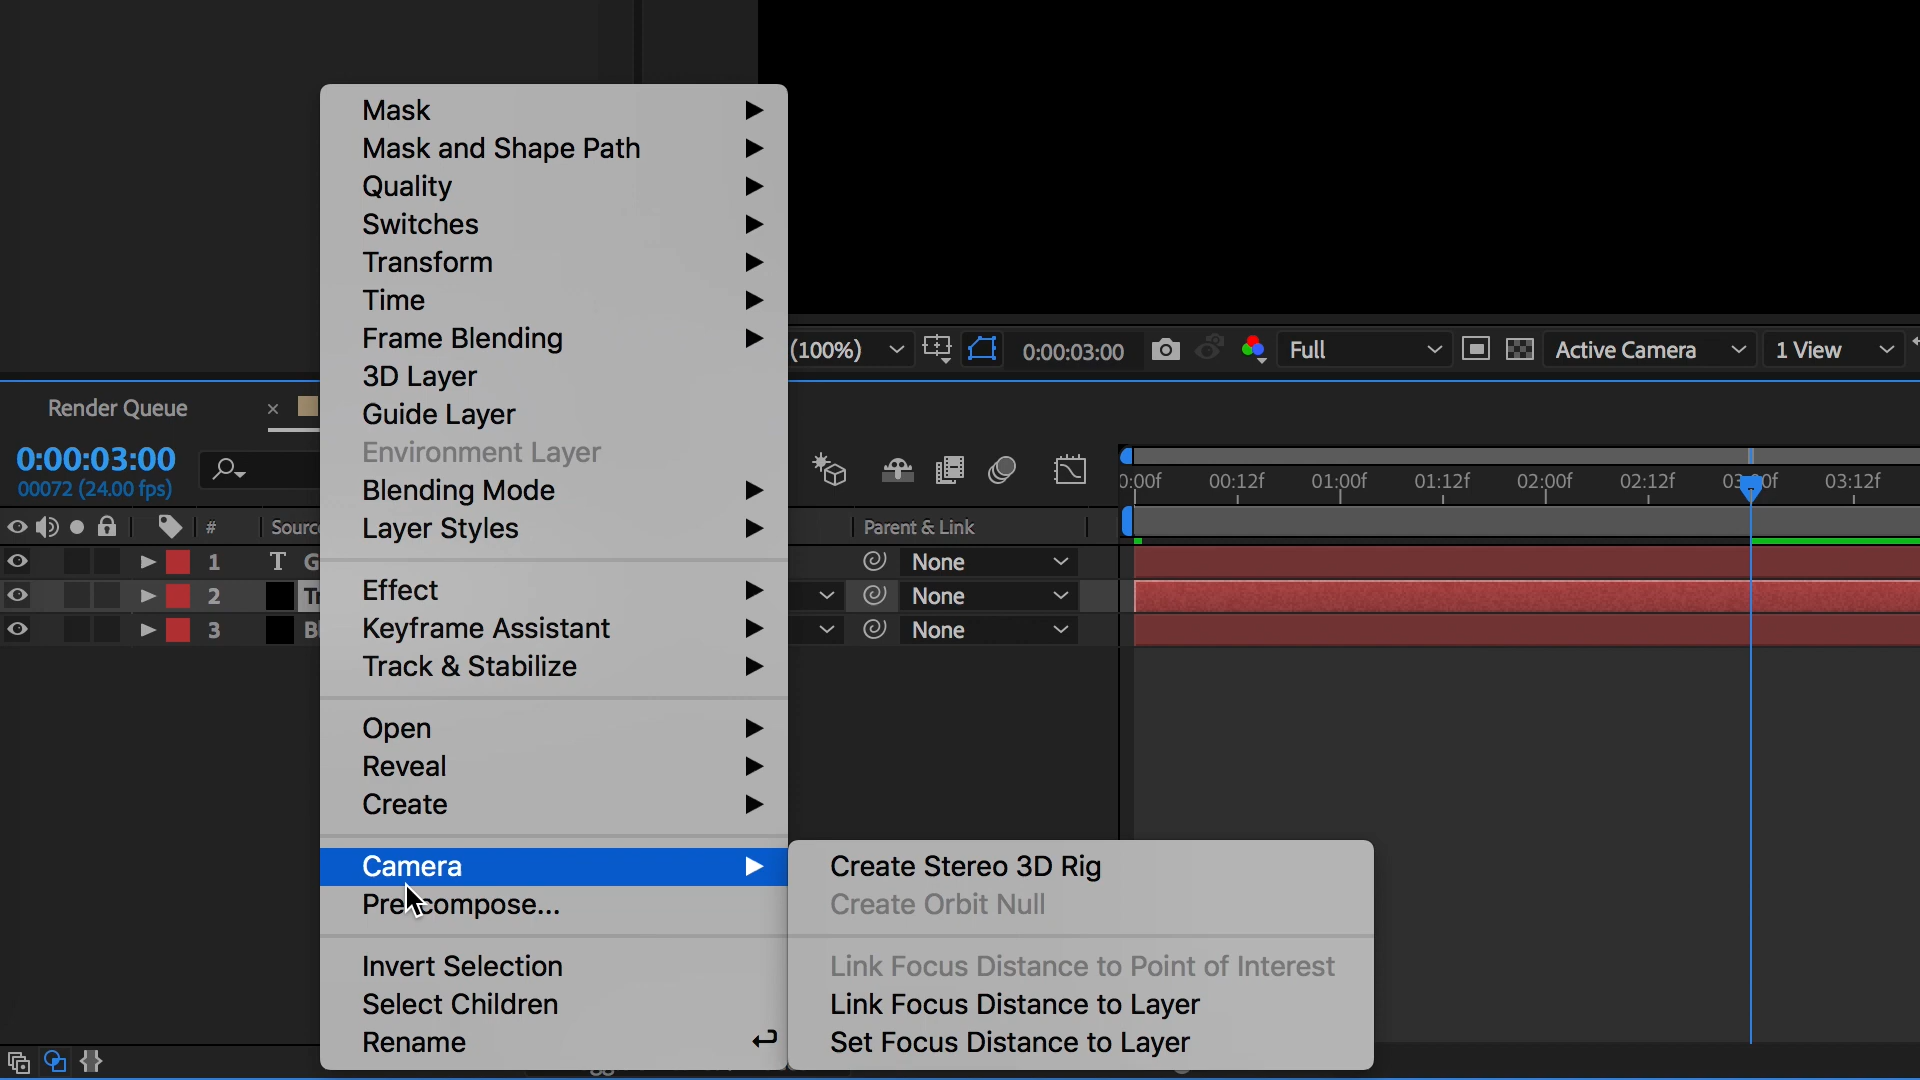 Mask
Mask and Shape Path
Quality
Switches
Transform
Time
Frame Blending
3D Layer
Guide Layer
Environment Layer
Blending Mode
Layer Styles
Effect
Keyframe Assistant
Track & Stabilize
Open
Reveal
Create
Camera
Pre-compose...
Invert Selection
Select Children
Rename
Create Stereo 3D Rig
Create Orbit Null
Link Focus Distance to Point of Interest
Link Focus Distance to Layer
Set Focus Distance to Layer
(100%) 0:00:03:00 Full Active Camera 1 View
Render Queue
0:00:03:00
00072 (24.00 fps)
0:00f 00:12f 01:00f 01:12f 02:00f 02:12f 03:12f
# Parent & Link
1 T None
2 None
3 None